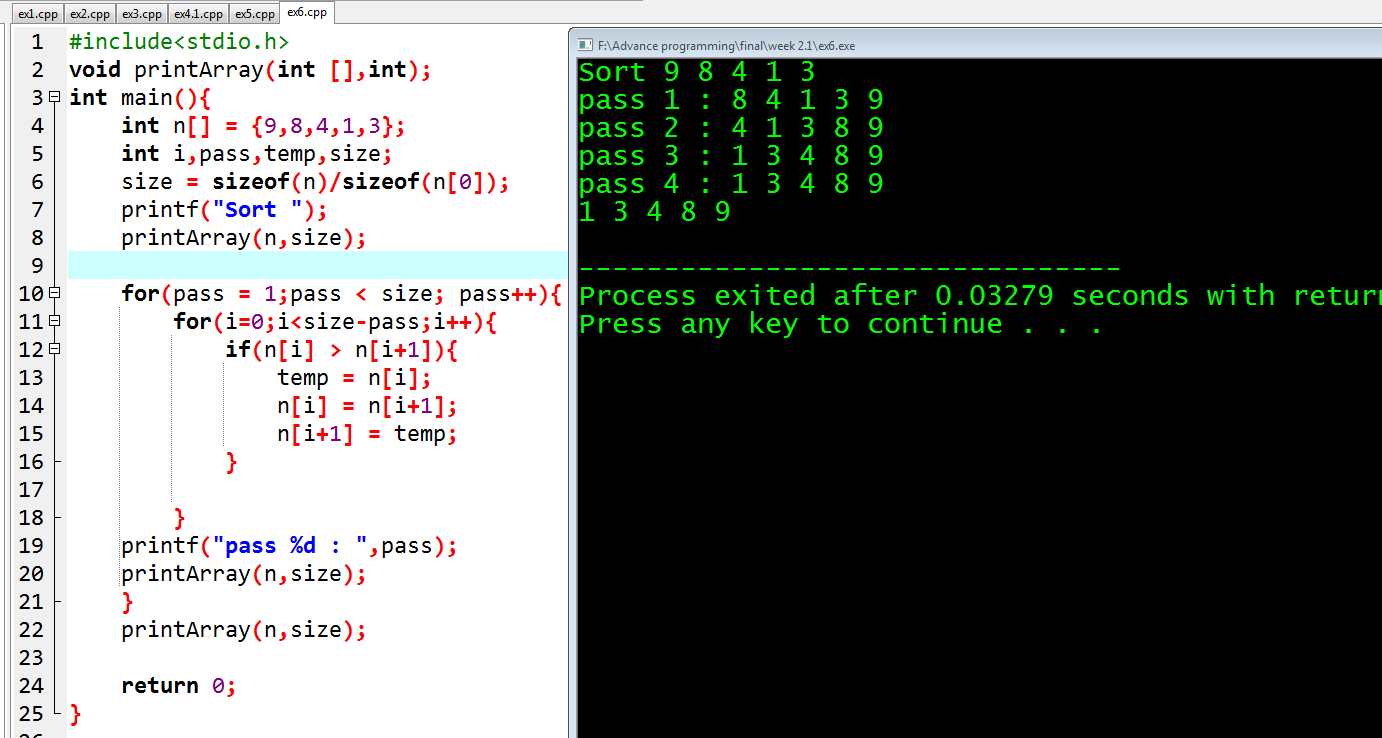 ex1.cpp ex2.cpp ex3.cpp ex4.1.cpp ex5.cpp ex6.cpp
1 #include<stdio.h>
2 void printArray(int [],int);
3 int main(){
4 int n[] = {9,8,4,1,3};
5 int i,pass,temp,size;
6 size = sizeof(n)/sizeof(n[0]);
7 printf("Sort ");
8 printArray(n,size);
9
10 for(pass = 1;pass < size; pass++){
11 for(i=0;i<size-pass;i++){
12 if(n[i] > n[i+1]){
13 temp = n[i];
14 n[i] = n[i+1];
15 n[i+1] = temp;
16 }
17
18 }
19 printf("pass %d : ",pass);
20 printArray(n,size);
21 }
22 printArray(n,size);
23
24 return 0;
25 }
F:\Advance programming\final\week 2.1\ex6.exe
Sort 9 8 4 1 3
pass 1 : 8 4 1 3 9
pass 2 : 4 1 3 8 9
pass 3 : 1 3 4 8 9
pass 4 : 1 3 4 8 9
1 3 4 8 9
--------------------------------
Process exited after 0.03279 seconds with return
Press any key to continue . . .